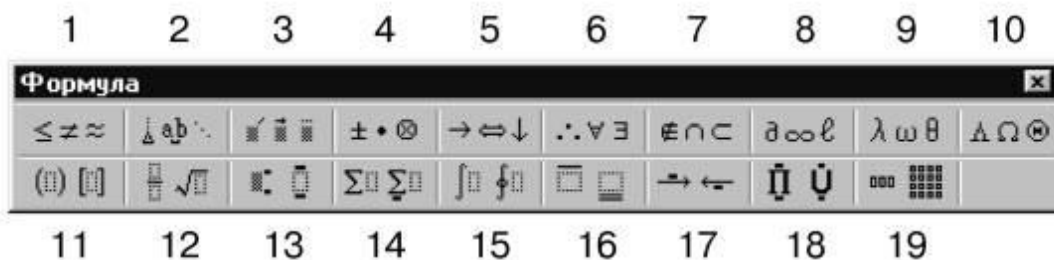 1 2 3 4 5 6 7 8 9 10
Формула
≤ ≠ ≈ a͟b ⋱ ± • ⊗ → ⇔ ↓ ∴ ∀ ∃ ∉ ∩ ⊂ ∂ ∞ ℓ λ ω θ Λ Ω Θ
(▯) [▯] √▯ Σ▯ Σ▯ ∫▯ ∮▯ → ← Π̣ U̇
11 12 13 14 15 16 17 18 19